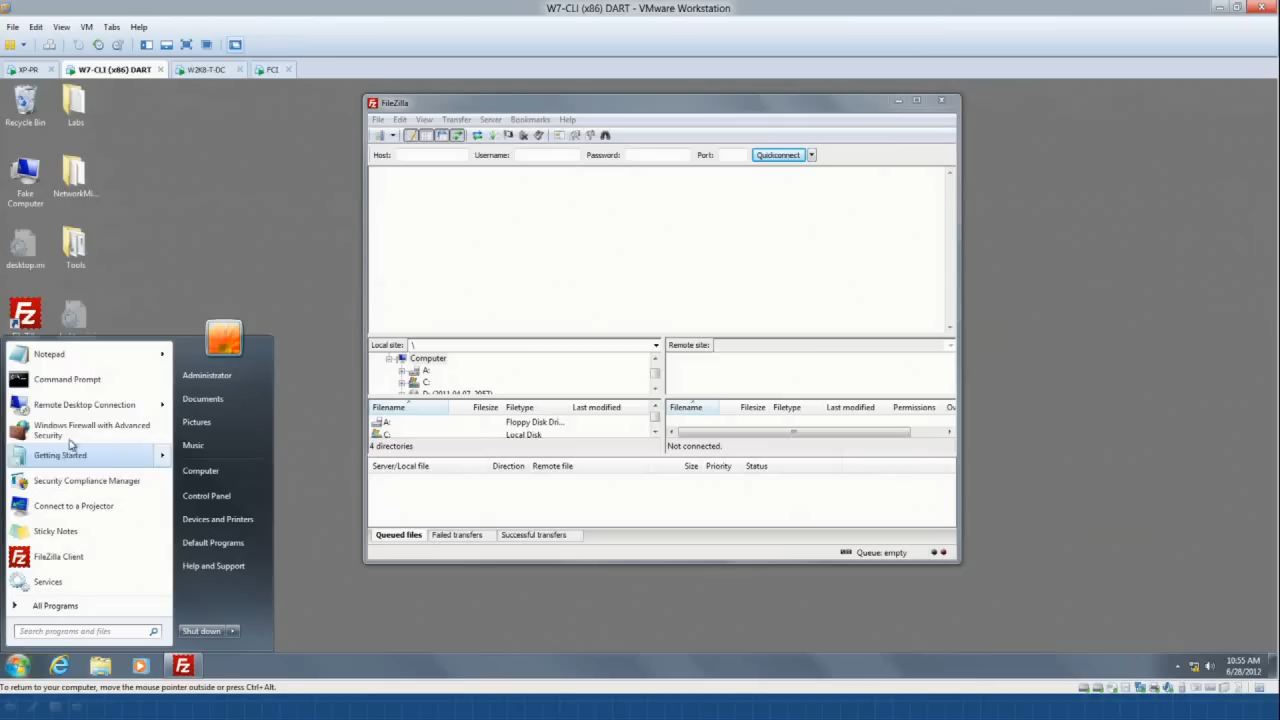 W7-CLI (x86) DART - VMware Workstation
File Edit View VM Tabs Help
XP-PR W7-CLI (x86) DART W2K8-T-DC FCI
Recycle Bin Labs
Fake Computer NetworkMi...
desktop.ini Tools
FileZilla
File Edit View Transfer Server Bookmarks Help
Host: Username: Password: Port: Quickconnect
Local site: \ Remote site:
Computer
A:
C:
Filename Filesize Filetype Last modified
A: Floppy Disk Dri...
C: Local Disk
4 directories
Filename Filesize Filetype Last modified Permissions
Not connected.
Server/Local file Direction Remote file Size Priority Status
Queued files Failed transfers Successful transfers
Queue: empty
Notepad
Command Prompt
Remote Desktop Connection
Windows Firewall with Advanced
Security
Getting Started
Security Compliance Manager
Connect to a Projector
Sticky Notes
FileZilla Client
Services
All Programs
Search programs and files
Administrator
Documents
Pictures
Music
Computer
Control Panel
Devices and Printers
Default Programs
Help and Support
Shut down
10:55 AM
6/28/2012
To return to your computer, move the mouse pointer outside or press Ctrl+Alt.